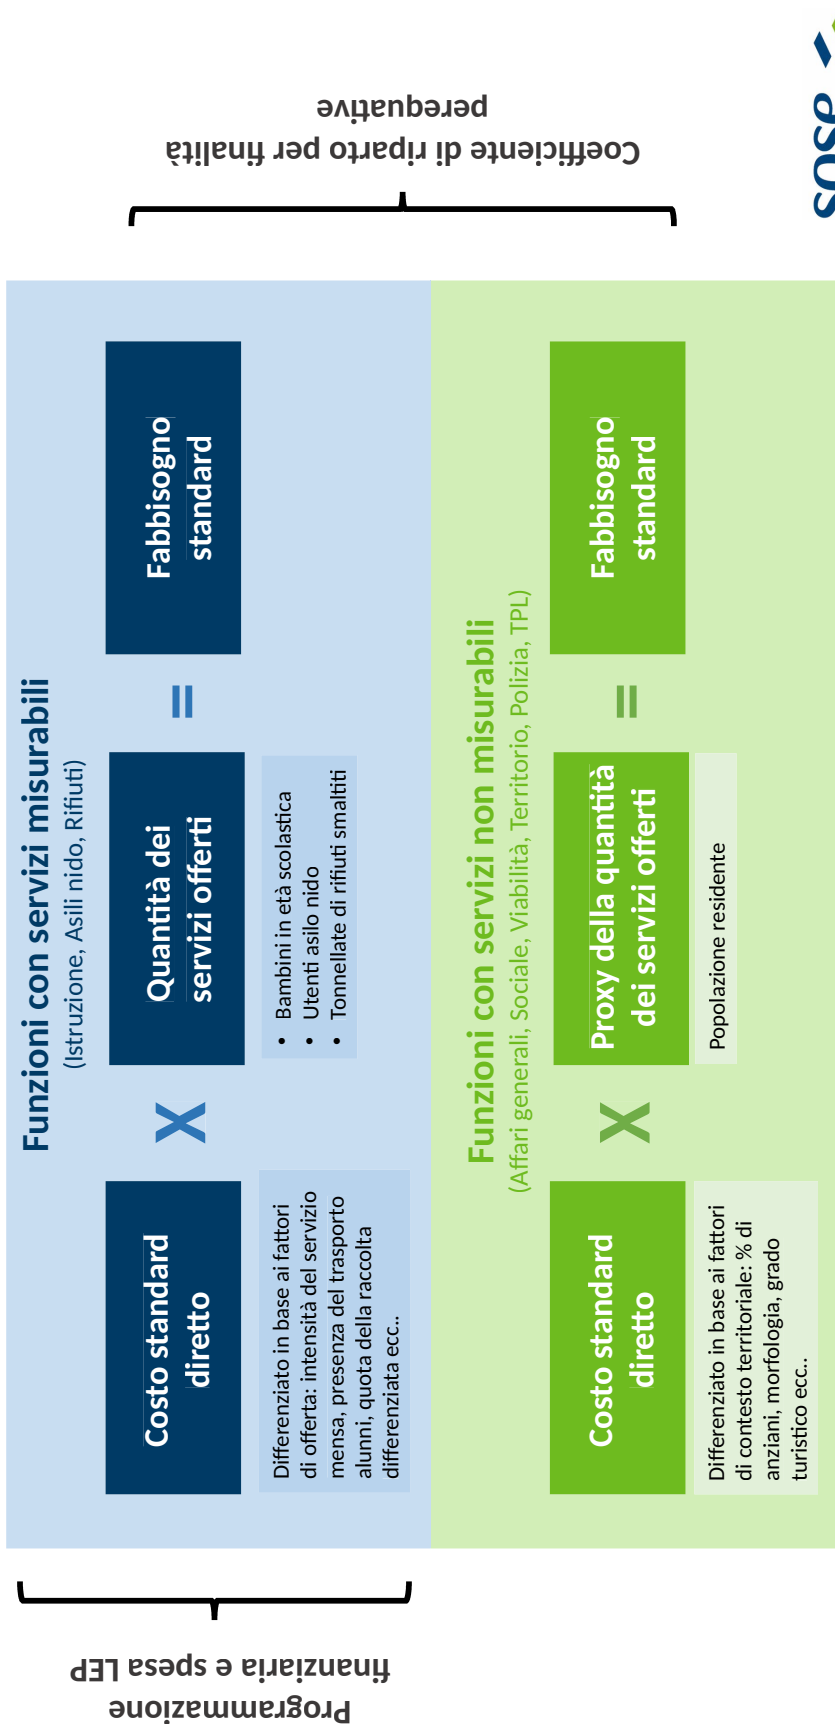 Programmazione
finanziaria e spesa LEP
Funzioni con servizi misurabili
(Istruzione, Asili nido, Rifiuti)
Costo standard
diretto
X
Quantità dei
servizi offerti
=
Fabbisogno
standard
Differenziato in base ai fattori
di offerta: intensità del servizio
mensa, presenza del trasporto
alunni, quota della raccolta
differenziata ecc..
• Bambini in età scolastica
• Utenti asilo nido
• Tonnellate di rifiuti smaltiti
Funzioni con servizi non misurabili
(Affari generali, Sociale, Viabilità, Territorio, Polizia, TPL)
Costo standard
diretto
X
Proxy della quantità
dei servizi offerti
=
Fabbisogno
standard
Differenziato in base ai fattori
di contesto territoriale: % di
anziani, morfologia, grado
turistico ecc..
Popolazione residente
Coefficiente di riparto per finalità
perequative
sose